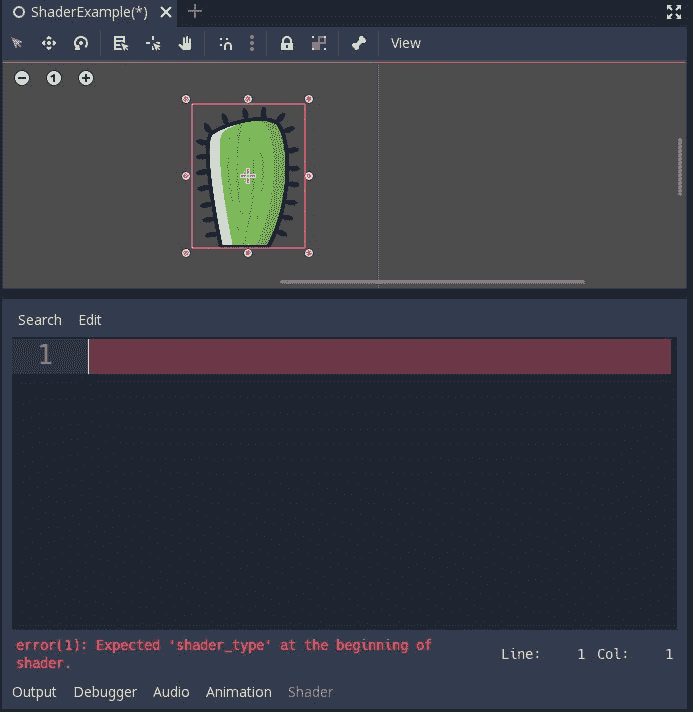 ShaderExample(*)
1
View
Search Edit
1
error(1): Expected 'shader_type' at the beginning of
shader.
Line: 1 Col: 1
Output Debugger Audio Animation Shader